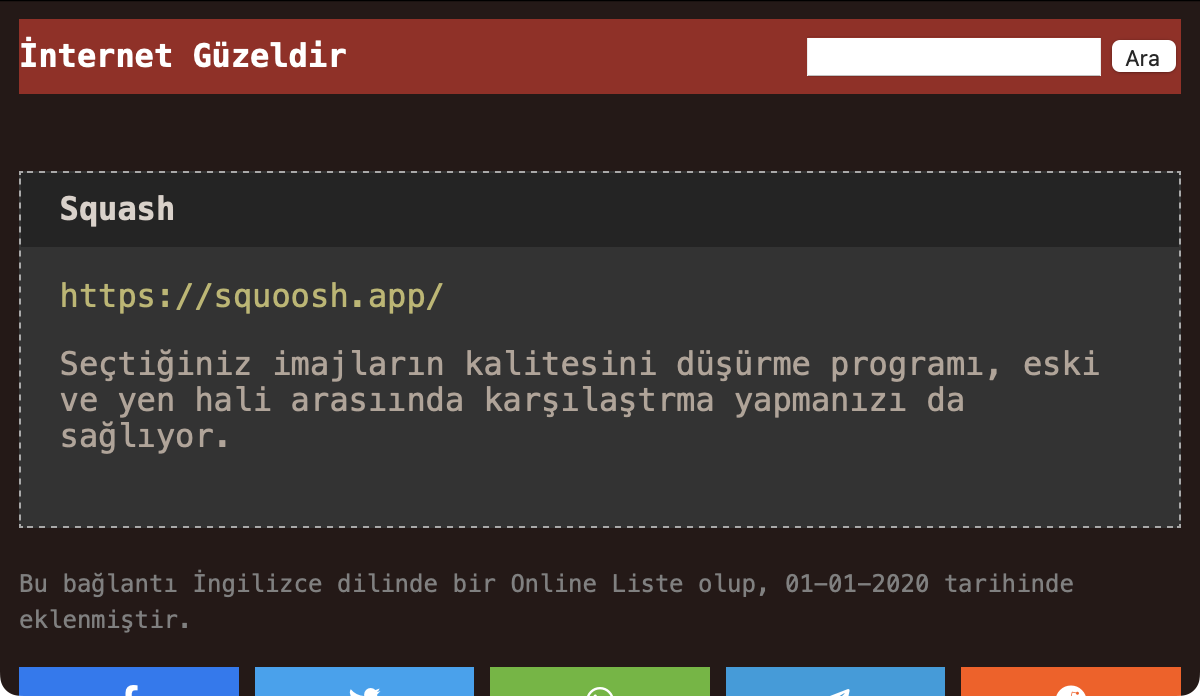 İnternet Güzeldir
Ara
Squash
https://squoosh.app/
Seçtiğiniz imajların kalitesini düşürme programı, eski
ve yen hali arasıında karşılaştrma yapmanızı da
sağlıyor.
Bu bağlantı İngilizce dilinde bir Online Liste olup, 01-01-2020 tarihinde
eklenmiştir.